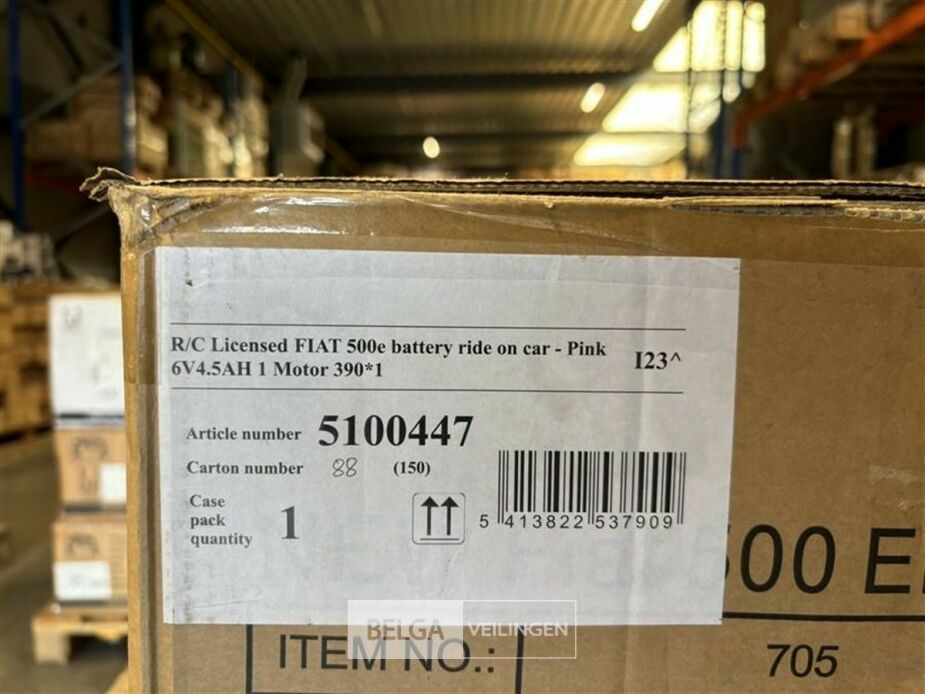 R/C Licensed FIAT 500e battery ride on car - Pink
6V4.5AH 1 Motor 390*1
I23^
Article number 5100447
Carton number 88 (150)
Case
pack
quantity
1
5 413822 537909
500 E
BELGA VEILINGEN
ITEM NO.:
705